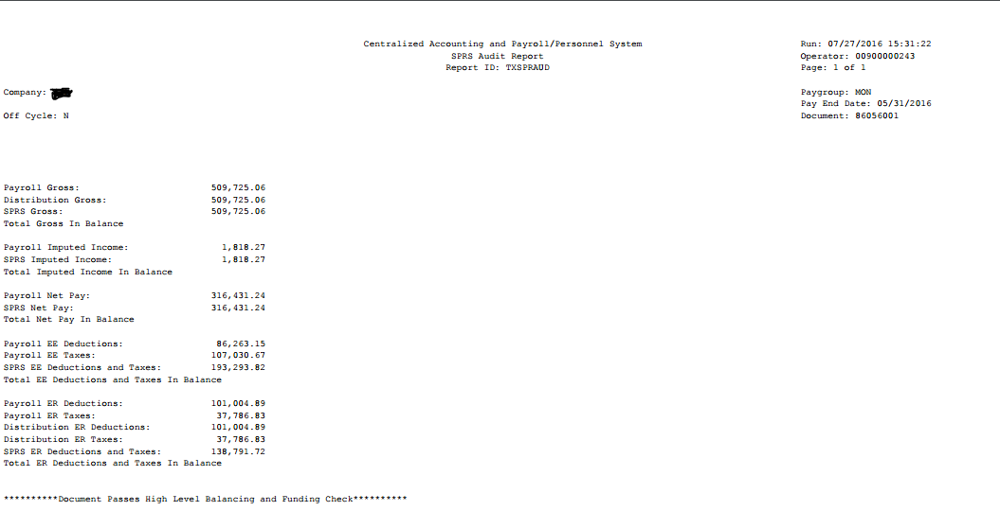 Centralized Accounting and Payroll/Personnel System
Run: 07/27/2016 15:31:22
SPRS Audit Report
Operator: 00900000243
Report ID: TXSPRAUD
Page: 1 of 1
Company:
Paygroup: MON
Pay End Date: 05/31/2016
Off Cycle: N
Document: 86056001
Payroll Gross: 509,725.06
Distribution Gross: 509,725.06
SPRS Gross: 509,725.06
Total Gross In Balance
Payroll Imputed Income: 1,818.27
SPRS Imputed Income: 1,818.27
Total Imputed Income In Balance
Payroll Net Pay: 316,431.24
SPRS Net Pay: 316,431.24
Total Net Pay In Balance
Payroll EE Deductions: 86,263.15
Payroll EE Taxes: 107,030.67
SPRS EE Deductions and Taxes: 193,293.82
Total EE Deductions and Taxes In Balance
Payroll ER Deductions: 101,004.89
Payroll ER Taxes: 37,786.83
Distribution ER Deductions: 101,004.89
Distribution ER Taxes: 37,786.83
SPRS ER Deductions and Taxes: 138,791.72
Total ER Deductions and Taxes In Balance
**********Document Passes High Level Balancing and Funding Check**********